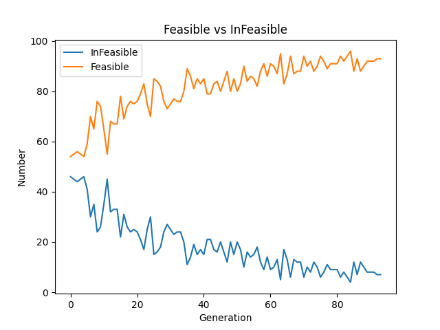 Feasible vs InFeasible
100
80
60
40
20
0
Number
InFeasible
Feasible
0 20 40 60 80
Generation